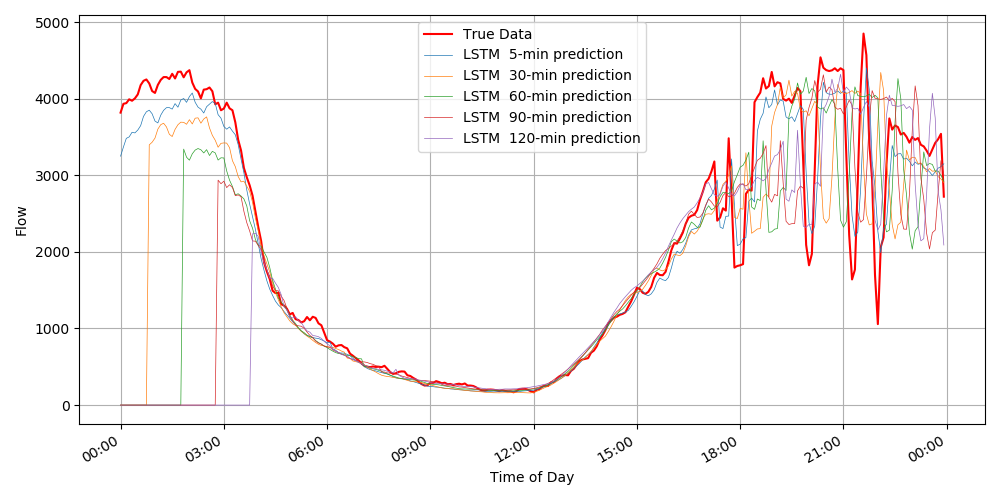 5000
4000
3000
2000
1000
0
Flow
True Data
LSTM 5-min prediction
LSTM 30-min prediction
LSTM 60-min prediction
LSTM 90-min prediction
LSTM 120-min prediction
00:00 03:00 06:00 09:00 12:00 15:00 18:00 21:00 00:00
Time of Day